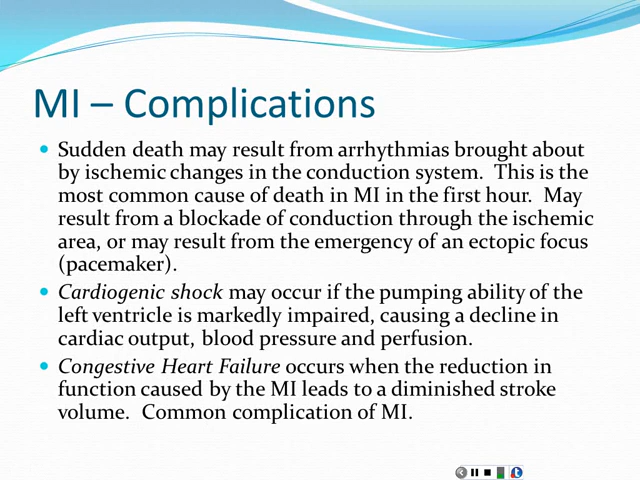 MI – Complications
Sudden death may result from arrhythmias brought about
by ischemic changes in the conduction system.  This is the
most common cause of death in MI in the first hour.  May
result from a blockade of conduction through the ischemic
area, or may result from the emergency of an ectopic focus
(pacemaker).
Cardiogenic shock may occur if the pumping ability of the
left ventricle is markedly impaired, causing a decline in
cardiac output, blood pressure and perfusion.
Congestive Heart Failure occurs when the reduction in
function caused by the MI leads to a diminished stroke
volume.  Common complication of MI.